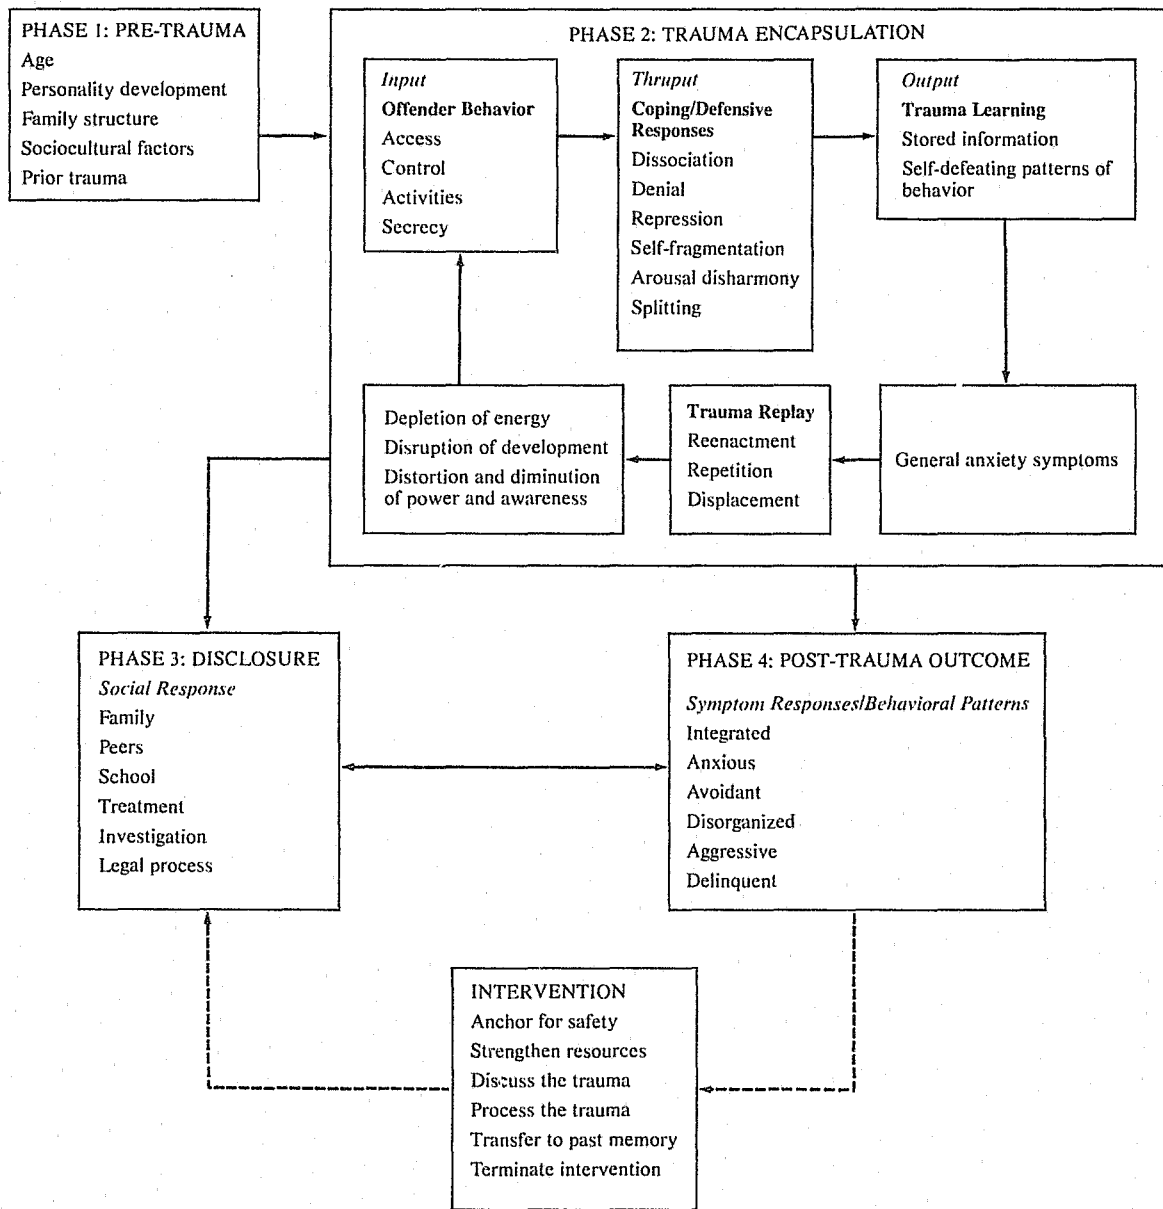 PHASE 1: PRE-TRAUMA
Age
Personality development
Family structure
Sociocultural factors
Prior trauma
PHASE 2: TRAUMA ENCAPSULATION
Input
Offender Behavior
Access
Control
Activities
Secrecy
Thruput
Coping/Defensive
Responses
Dissociation
Denial
Repression
Self-fragmentation
Arousal disharmony
Splitting
Output
Trauma Learning
Stored information
Self-defeating patterns of
behavior
General anxiety symptoms
Trauma Replay
Reenactment
Repetition
Displacement
Depletion of energy
Disruption of development
Distortion and diminution
of power and awareness
PHASE 3: DISCLOSURE
Social Response
Family
Peers
School
Treatment
Investigation
Legal process
PHASE 4: POST-TRAUMA OUTCOME
Symptom Responses/Behavioral Patterns
Integrated
Anxious
Avoidant
Disorganized
Aggressive
Delinquent
INTERVENTION
Anchor for safety
Strengthen resources
Discuss the trauma
Process the trauma
Transfer to past memory
Terminate intervention